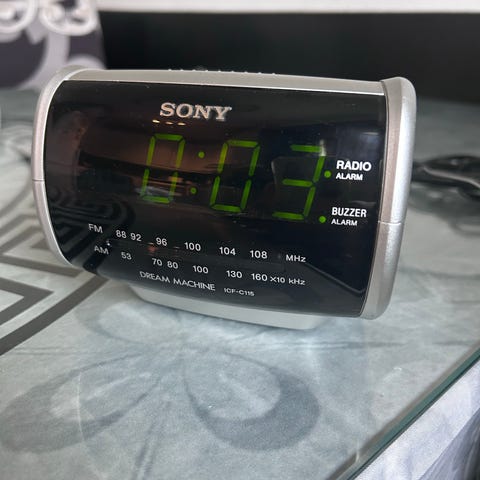 SONY
0:03
RADIO
ALARM
BUZZER
ALARM
FM 88 92 96 100 104 108 MHz
AM 53 70 80 100 130 160 ×10 kHz
DREAM MACHINE ICF-C115